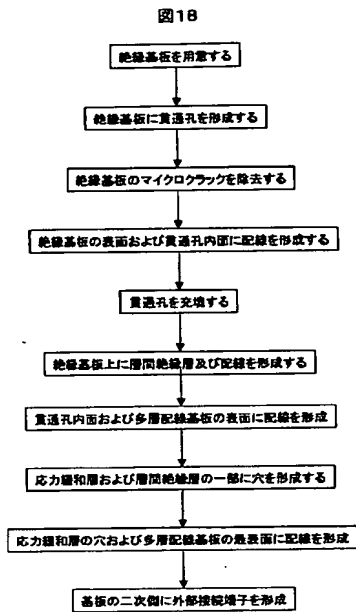 図18
絶縁基板を用意する
絶縁基板に貫通孔を形成する
絶縁基板のマイクロクラックを除去する
絶縁基板の表面および貫通孔内面に配線を形成する
貫通孔を充填する
絶縁基板上に層間絶縁層及び配線を形成する
貫通孔内面および多層配線基板の表面に配線を形成
応力緩和層および層間絶縁層の一部に穴を形成する
応力緩和層の穴および多層配線基板の最表面に配線を形成
基板の二次側に外部接続端子を形成